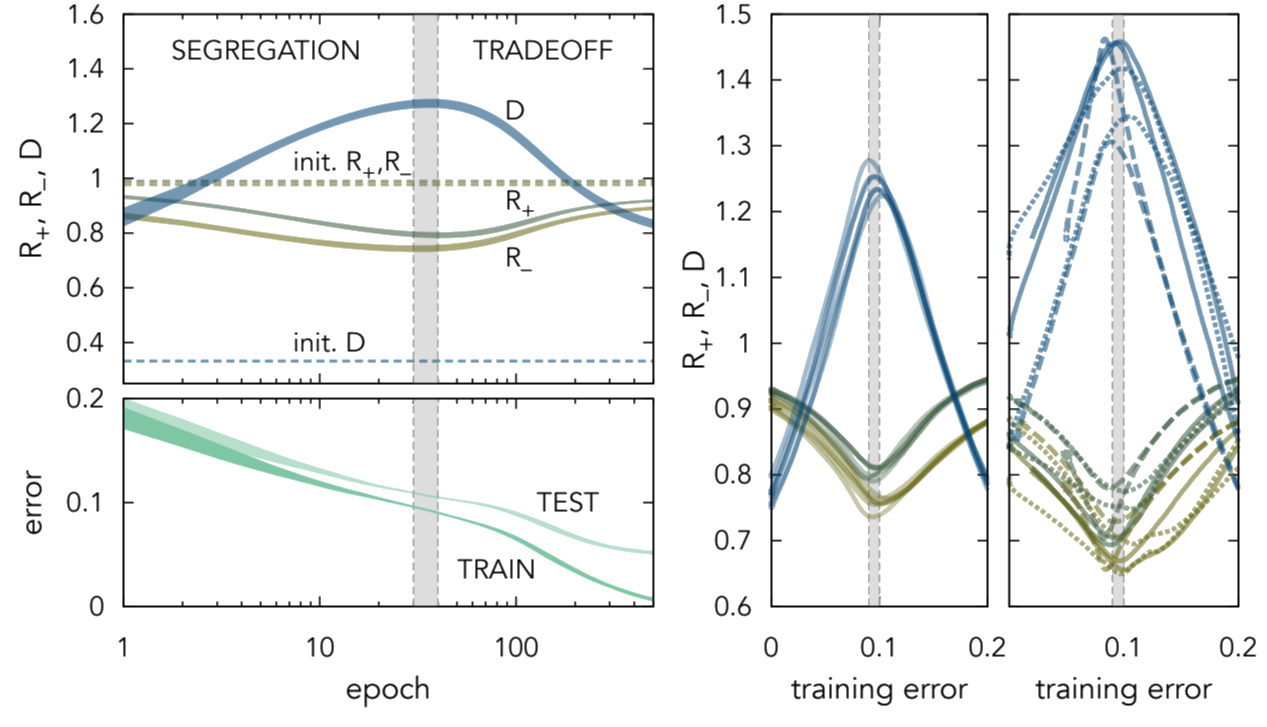 SEGREGATION TRADEOFF
D
init. R₊,R₋
R₊
R₋
init. D
1.6
1.4
1.2
1
0.8
0.6
0.4
R₊, R₋, D
TEST
TRAIN
0.2
0.1
0
error
1 10 100
epoch
1.5
1.4
1.3
1.2
1.1
1
0.9
0.8
0.7
0.6
R₊, R₋, D
0 0.1 0.2
training error
0.1 0.2
training error